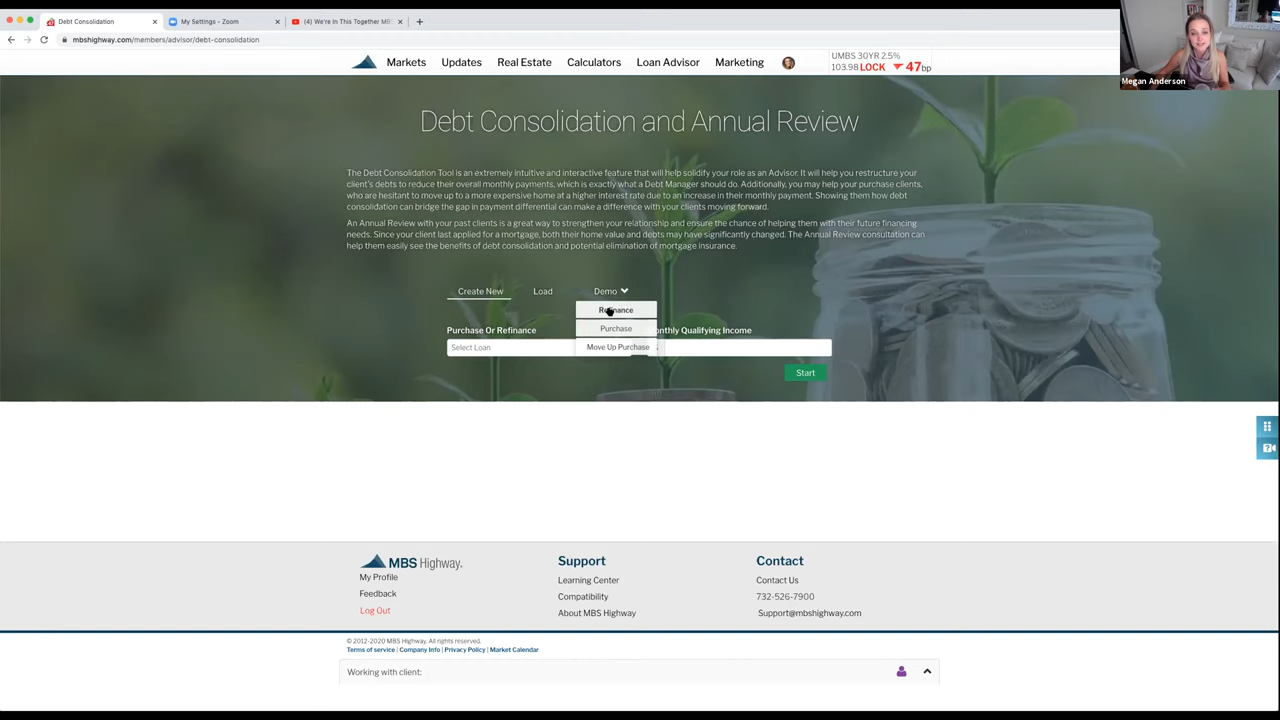 Debt Consolidation
My Settings - Zoom
(4) We're In This Together MB
mbshighway.com/members/advisor/debt-consolidation
Markets
Updates
Real Estate
Calculators
Loan Advisor
Marketing
UMBS 30YR 2.5%
103.98 LOCK 47bp
Megan Anderson
Debt Consolidation and Annual Review
The Debt Consolidation Tool is an extremely intuitive and interactive feature that will help solidify your role as an Advisor. It will help you restructure your
client's debts to reduce their overall monthly payments, which is exactly what a Debt Manager should do. Additionally, you may help your purchase clients,
who are hesitant to move up to a more expensive home at a higher interest rate due to an increase in their monthly payment. Showing them how debt
consolidation can bridge the gap in payment differential can make a difference with your clients moving forward.
An Annual Review with your past clients is a great way to strengthen your relationship and ensure the chance of helping them with their future financing
needs. Since your client last applied for a mortgage, both their home value and debts may have significantly changed. The Annual Review consultation can
help them easily see the benefits of debt consolidation and potential elimination of mortgage insurance.
Create New
Load
Demo
Refinance
Purchase
Move Up Purchase
Purchase Or Refinance
Qualifying Income
Select Loan
Start
MBS Highway.
My Profile
Feedback
Log Out
Support
Learning Center
Compatibility
About MBS Highway
Contact
Contact Us
732-526-7900
Support@mbshighway.com
© 2012-2020 MBS Highway. All rights reserved.
Terms of service | Company Info | Privacy Policy | Market Calendar
Working with client: